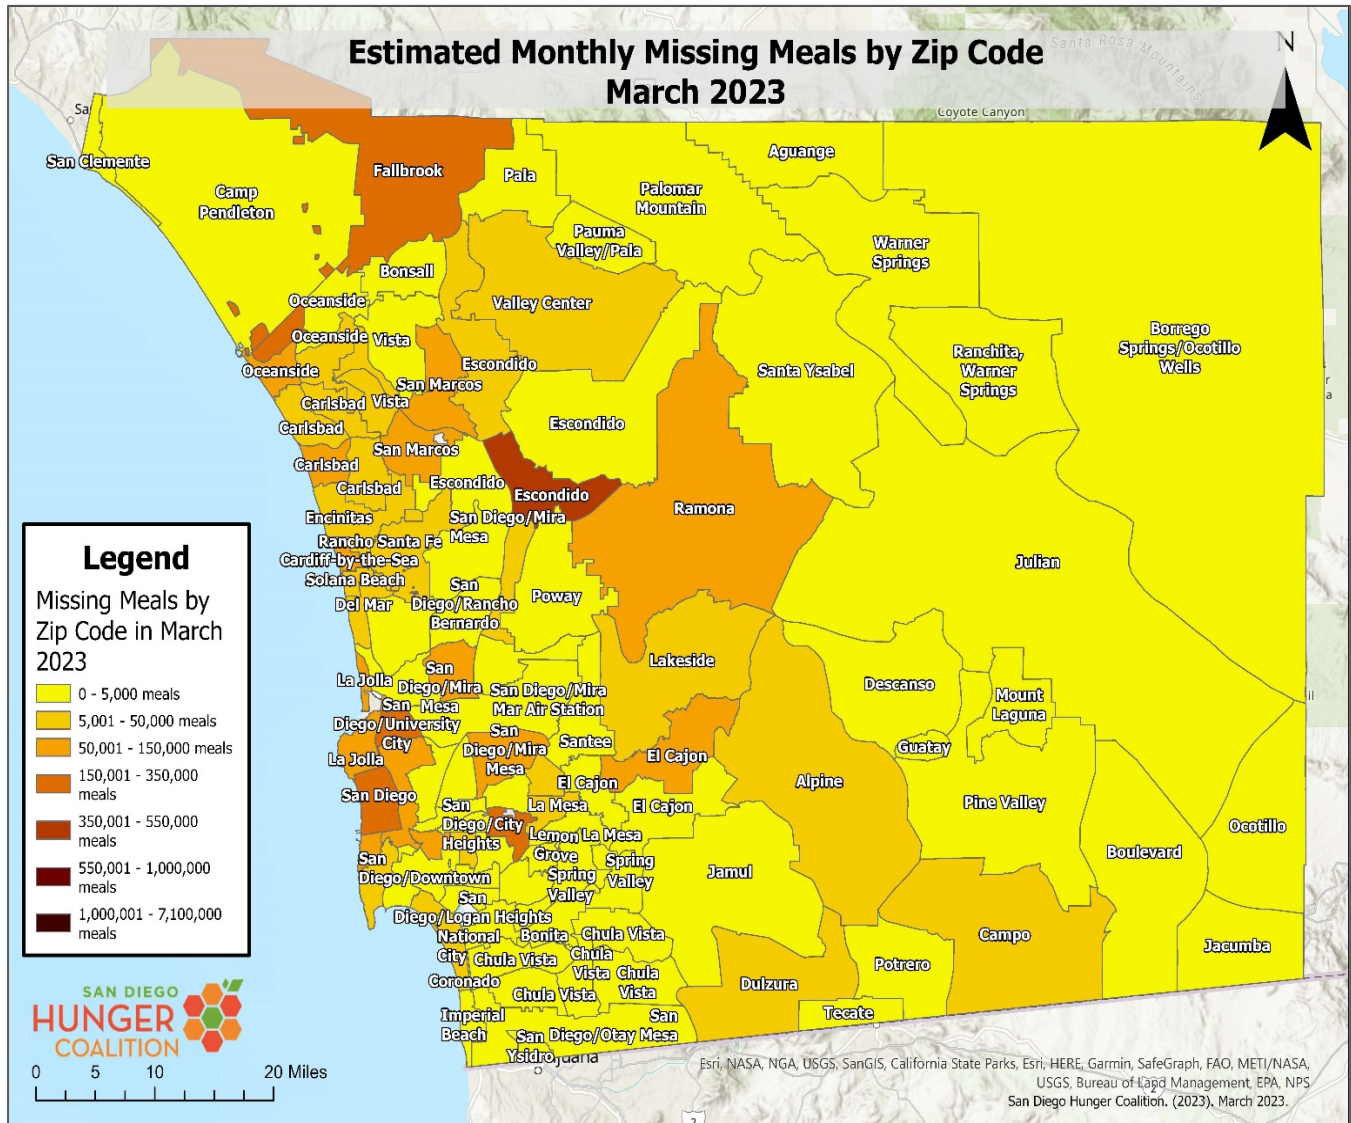 Estimated Monthly Missing Meals by Zip Code
March 2023
N
Santa Rosa Mountains
Coyote Canyon
San Clemente
Camp
Pendleton
Fallbrook
Pala
Palomar
Mountain
Aguange
Pauma
Valley/Pala
Warner
Springs
Bonsall
Valley Center
Oceanside
Oceanside
Vista
Oceanside
Escondido
San Marcos
Santa Ysabel
Ranchita,
Warner
Springs
Borrego
Springs/Ocotillo
Wells
Carlsbad
Vista
Carlsbad
Escondido
San Marcos
Carlsbad
Carlsbad
Escondido
Escondido
Ramona
Encinitas
San Diego/Mira
Mesa
Rancho Santa Fe
Cardiff-by-the-Sea
Solana Beach
Del Mar
San
Diego/Rancho
Bernardo
Poway
Julian
Lakeside
La Jolla
San
Diego/Mira
Mesa
San Diego/Mira
Mar Air Station
Descanso
Mount
Laguna
San
Diego/University
City
San
Diego/Mira
Mesa
Santee
Guatay
La Jolla
El Cajon
El Cajon
El Cajon
Alpine
Pine Valley
San Diego
San
Diego/City
Heights
La Mesa
Lemon
Grove
La Mesa
Ocotillo
Boulevard
San
Diego/Downtown
Spring
Valley
Spring
Valley
Jamul
San
Diego/Logan Heights
National
City
Bonita
Chula Vista
Campo
Jacumba
Chula Vista
Chula
Vista
Chula
Vista
Potrero
Coronado
Chula Vista
Dulzura
Imperial
Beach
San
Diego/Otay Mesa
Tecate
San
Ysidro
Legend
Missing Meals by
Zip Code in March
2023
0 - 5,000 meals
5,001 - 50,000 meals
50,001 - 150,000 meals
150,001 - 350,000
meals
350,001 - 550,000
meals
550,001 - 1,000,000
meals
1,000,001 - 7,100,000
meals
SAN DIEGO
HUNGER
COALITION
0 5 10 20 Miles
Esri, NASA, NGA, USGS, SanGIS, California State Parks, Esri, HERE, Garmin, SafeGraph, FAO, METI/NASA,
USGS, Bureau of Land Management, EPA, NPS
San Diego Hunger Coalition. (2023). March 2023.
2
2